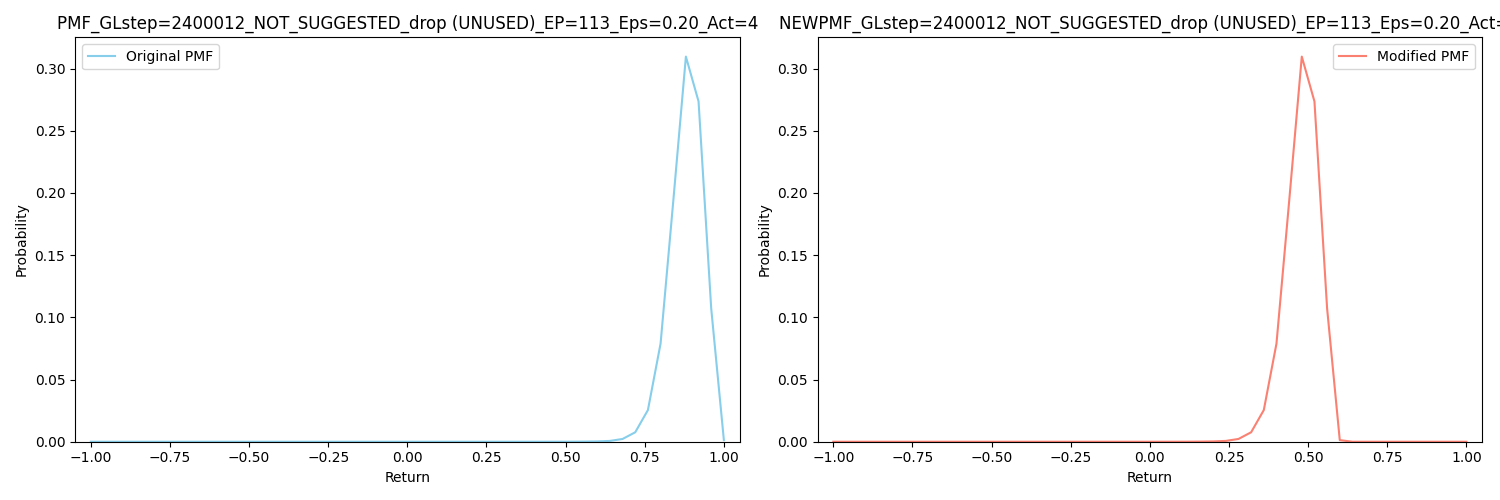 PMF_GLstep=2400012_NOT_SUGGESTED_drop (UNUSED)_EP=113_Eps=0.20_Act=4
Original PMF
0.30
0.25
0.20
0.15
0.10
0.05
0.00
Probability
−1.00 −0.75 −0.50 −0.25 0.00 0.25 0.50 0.75 1.00
Return
NEWPMF_GLstep=2400012_NOT_SUGGESTED_drop (UNUSED)_EP=113_Eps=0.20_Act=
Modified PMF
0.30
0.25
0.20
0.15
0.10
0.05
0.00
Probability
−1.00 −0.75 −0.50 −0.25 0.00 0.25 0.50 0.75 1.00
Return